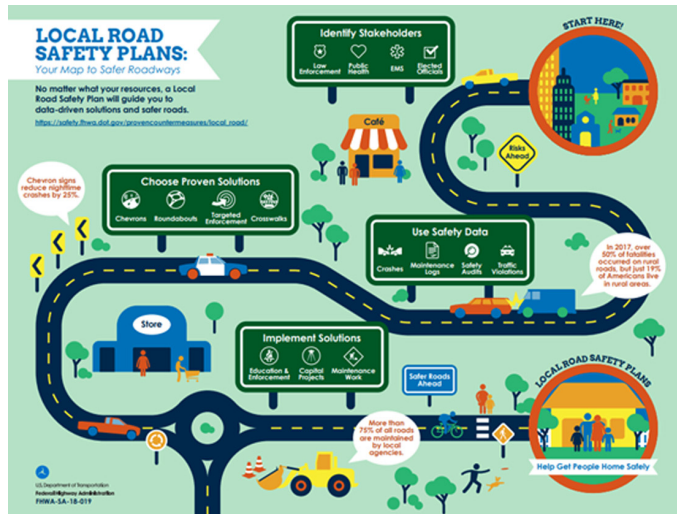 LOCAL ROAD
SAFETY PLANS:
Your Map to Safer Roadways
No matter what your resources, a Local
Road Safety Plan will guide you to
data-driven solutions and safer roads.
https://safety.fhwa.dot.gov/provencountermeasures/local_road/
START HERE!
Identify Stakeholders
Law
Enforcement
Public
Health
EMS
Elected
Officials
Café
Risks
Ahead
Chevron signs
reduce nighttime
crashes by 25%.
Choose Proven Solutions
Chevrons
Roundabouts
Targeted
Enforcement
Crosswalks
Use Safety Data
Crashes
Maintenance
Logs
Safety
Audits
Traffic
Violations
In 2017, over
50% of fatalities
occurred on rural
roads, but just 19%
of Americans live
in rural areas.
Store
Implement Solutions
Education &
Enforcement
Capital
Projects
Maintenance
Work
Safer Roads
Ahead
LOCAL ROAD SAFETY PLANS
Help Get People Home Safely
More than
75% of all roads
are maintained
by local
agencies.
U.S. Department of Transportation
Federal Highway Administration
FHWA-SA-18-019